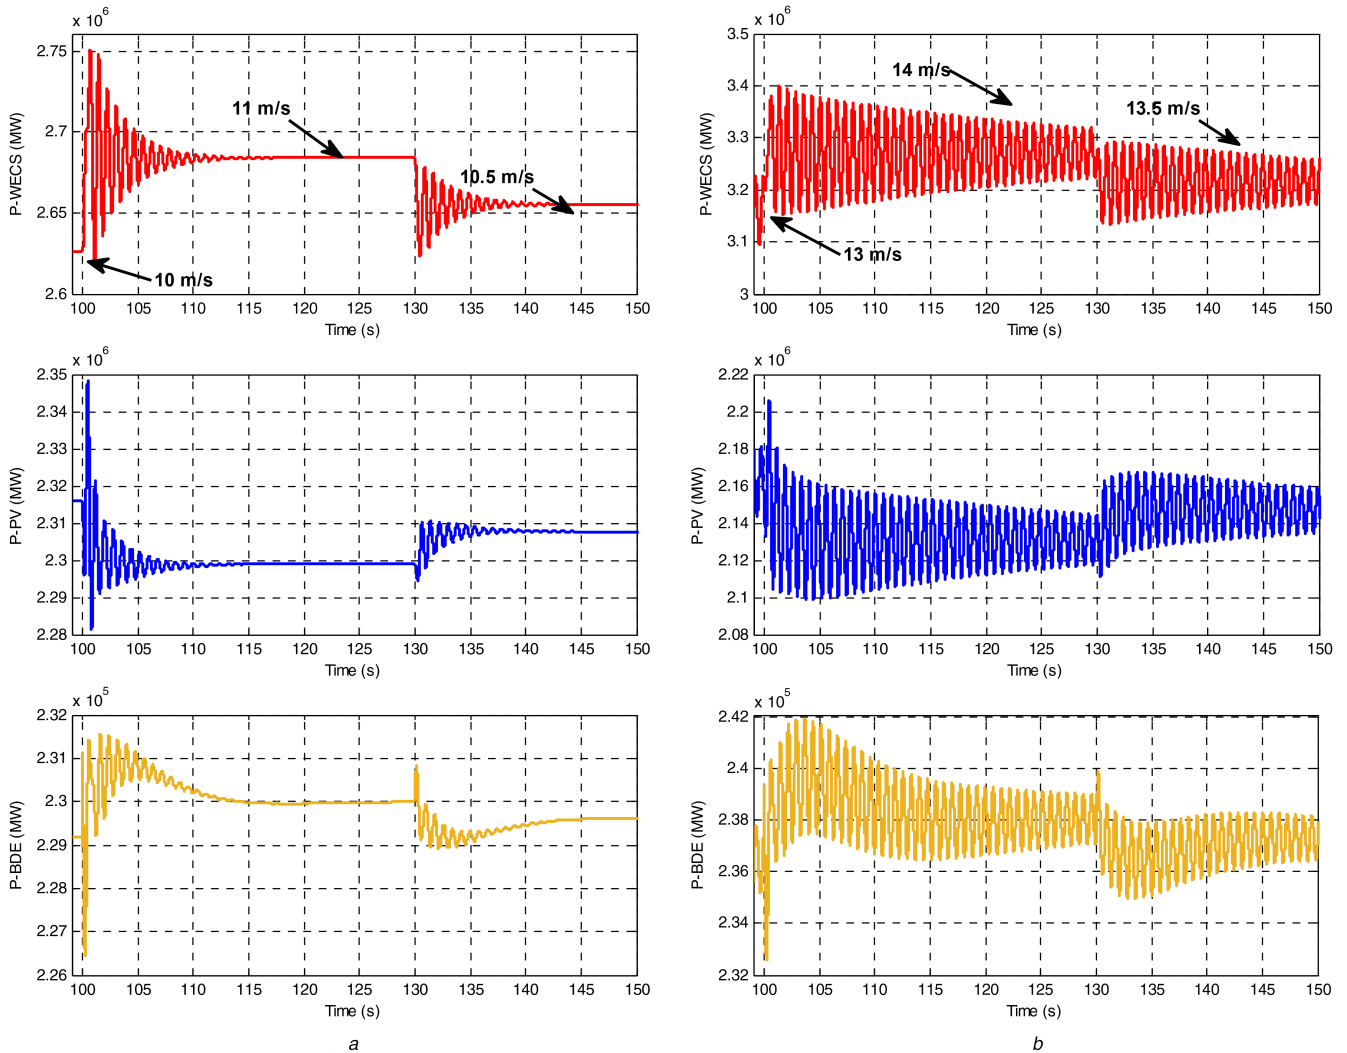 x 10^6
2.75
2.7
2.65
2.6
P-WECS (MW)
11 m/s
10.5 m/s
10 m/s
100 105 110 115 120 125 130 135 140 145 150
Time (s)
x 10^6
3.5
3.4
3.3
3.2
3.1
3
P-WECS (MW)
14 m/s
13.5 m/s
13 m/s
100 105 110 115 120 125 130 135 140 145 150
Time (s)
x 10^6
2.35
2.34
2.33
2.32
2.310
2.3
2.29
2.28
P-PV (MW)
100 105 110 115 120 125 130 135 140 145 150
Time (s)
x 10^6
2.22
2.2
2.18
2.16
2.14
2.12
2.1
2.08
P-PV (MW)
100 105 110 115 120 125 130 135 140 145 150
Time (s)
x 10^5
2.32
2.31
2.3
2.29
2.28
2.27
2.26
P-BDE (MW)
100 105 110 115 120 125 130 135 140 145 150
Time (s)
x 10^5
2.42
2.4
2.38
2.36
2.34
2.32
P-BDE (MW)
100 105 110 115 120 125 130 135 140 145 150
Time (s)
a
b